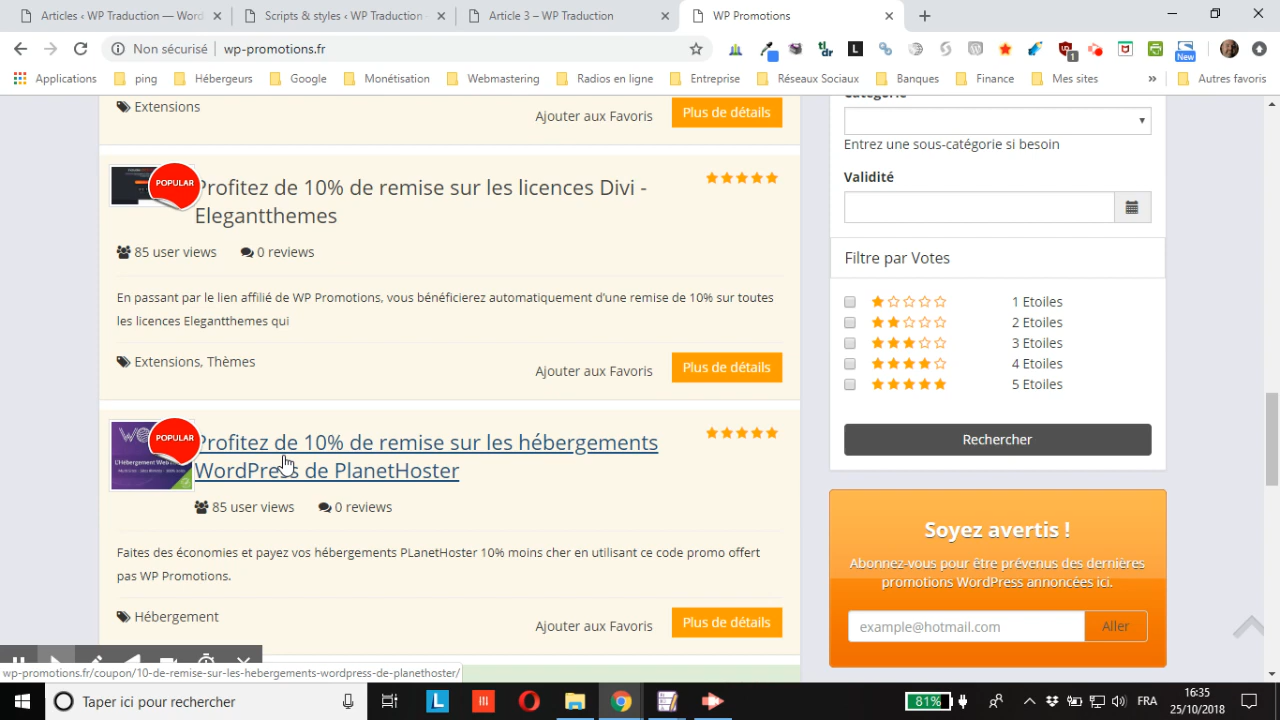 Articles ‹ WP Traduction — Word
Scripts & styles ‹ WP Traduction -
Article 3 – WP Traduction
WP Promotions
Non sécurisé
wp-promotions.fr
tl;dr
L
1
New
Applications
ping
Hébergeurs
Google
Monétisation
Webmastering
Radios en ligne
Entreprise
Réseaux Sociaux
Banques
Finance
Mes sites
»
Autres favoris
Extensions
Ajouter aux Favoris
Plus de détails
POPULAR
Profitez de 10% de remise sur les licences Divi -
Elegantthemes
85 user views
0 reviews
En passant par le lien affilié de WP Promotions, vous bénéficierez automatiquement d'une remise de 10% sur toutes
les licences Elegantthemes qui
Extensions, Thèmes
Ajouter aux Favoris
Plus de détails
POPULAR
Profitez de 10% de remise sur les hébergements
WordPress de PlanetHoster
85 user views
0 reviews
Faites des économies et payez vos hébergements PLanetHoster 10% moins cher en utilisant ce code promo offert
pas WP Promotions.
Hébergement
Ajouter aux Favoris
Plus de détails
Entrez une sous-catégorie si besoin
Validité
Filtre par Votes
1 Etoiles
2 Etoiles
3 Etoiles
4 Etoiles
5 Etoiles
Rechercher
Soyez avertis !
Abonnez-vous pour être prévenus des dernières
promotions WordPress annoncées ici.
example@hotmail.com
Aller
wp-promotions.fr/coupon/10-de-remise-sur-les-hebergements-wordpress-de-planethoster/
Taper ici pour rechercher
L
81%
FRA
16:35
25/10/2018